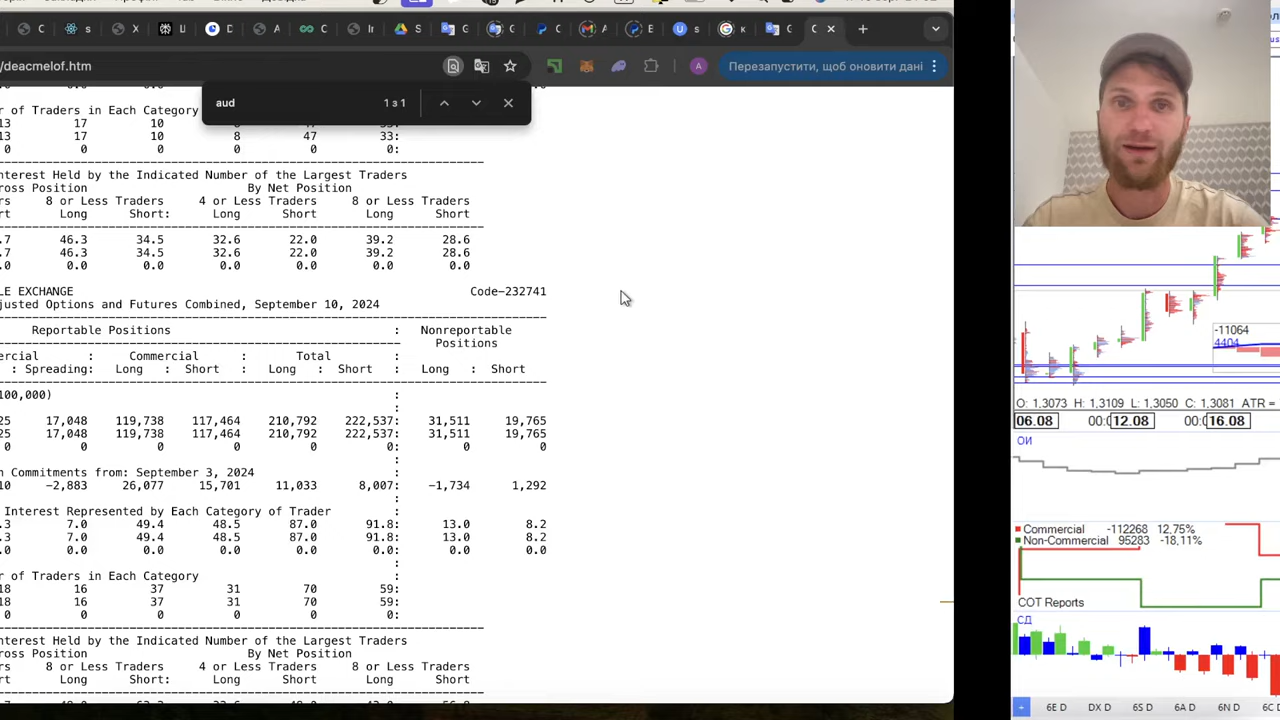 /deacmelof.htm
A
Перезапустити, щоб оновити дані
aud 1 з 1
r of Traders in Each Category
13 17 10
13 17 10 8 47 33:
0 0 0 0 0 0:
nterest Held by the Indicated Number of the Largest Traders
ross Position By Net Position
rs 8 or Less Traders 4 or Less Traders 8 or Less Traders
rt Long Short: Long Short Long Short
.7 46.3 34.5 32.6 22.0 39.2 28.6
.7 46.3 34.5 32.6 22.0 39.2 28.6
.0 0.0 0.0 0.0 0.0 0.0 0.0
LE EXCHANGE Code-232741
justed Options and Futures Combined, September 10, 2024
Reportable Positions : Nonreportable
Positions
rcial : Commercial : Total :
: Spreading: Long : Short : Long : Short : Long : Short
100,000) :
25 17,048 119,738 117,464 210,792 222,537: 31,511 19,765
25 17,048 119,738 117,464 210,792 222,537: 31,511 19,765
0 0 0 0 0 0: 0 0
n Commitments from: September 3, 2024 :
10 -2,883 26,077 15,701 11,033 8,007: -1,734 1,292
Interest Represented by Each Category of Trader
.3 7.0 49.4 48.5 87.0 91.8: 13.0 8.2
.3 7.0 49.4 48.5 87.0 91.8: 13.0 8.2
.0 0.0 0.0 0.0 0.0 0.0: 0.0 0.0
of Traders in Each Category :
18 16 37 31 70 59:
18 16 37 31 70 59:
0 0 0 0 0 0:
nterest Held by the Indicated Number of the Largest Traders
ross Position By Net Position
rs 8 or Less Traders 4 or Less Traders 8 or Less Traders
rt Long Short: Long Short Long Short
-11064
4404
O: 1,3073 H: 1,3109 L: 1,3050 C: 1,3081 ATR =
06.08 00:( 12.08 00:( 16.08
ОИ
Commercial -112268 12,75%
Non-Commercial 95283 -18,11%
COT Reports
СД
6E D DX D 6S D 6A D 6N D 6C D